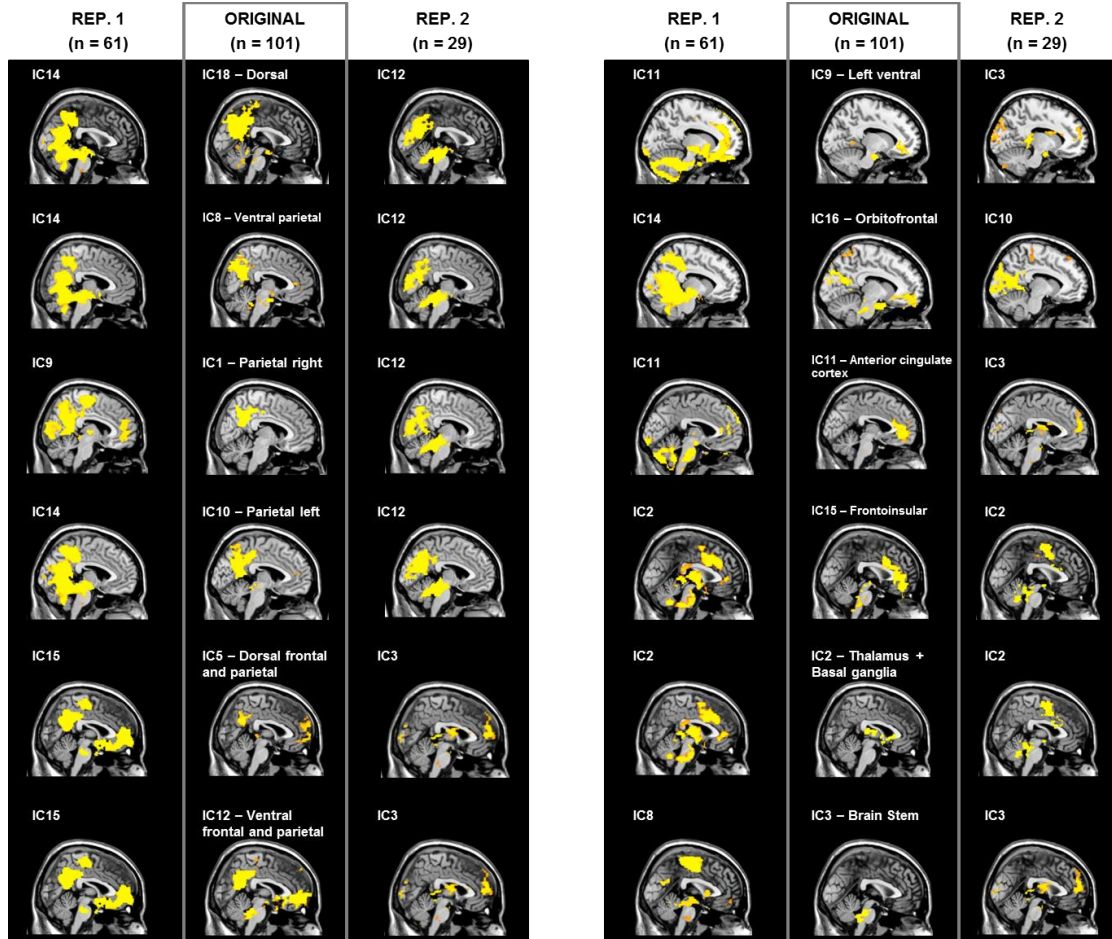 REP. 1
(n = 61)
ORIGINAL
(n = 101)
REP. 2
(n = 29)
IC14
IC18 – Dorsal
IC12
IC14
IC8 – Ventral parietal
IC12
IC9
IC1 – Parietal right
IC12
IC14
IC10 – Parietal left
IC12
IC15
IC5 – Dorsal frontal
and parietal
IC3
IC15
IC12 – Ventral
frontal and parietal
IC3
REP. 1
(n = 61)
ORIGINAL
(n = 101)
REP. 2
(n = 29)
IC11
IC9 – Left ventral
IC3
IC14
IC16 – Orbitofrontal
IC10
IC11
IC11 – Anterior cingulate
cortex
IC3
IC2
IC15 – Frontoinsular
IC2
IC2
IC2 – Thalamus +
Basal ganglia
IC2
IC8
IC3 – Brain Stem
IC3